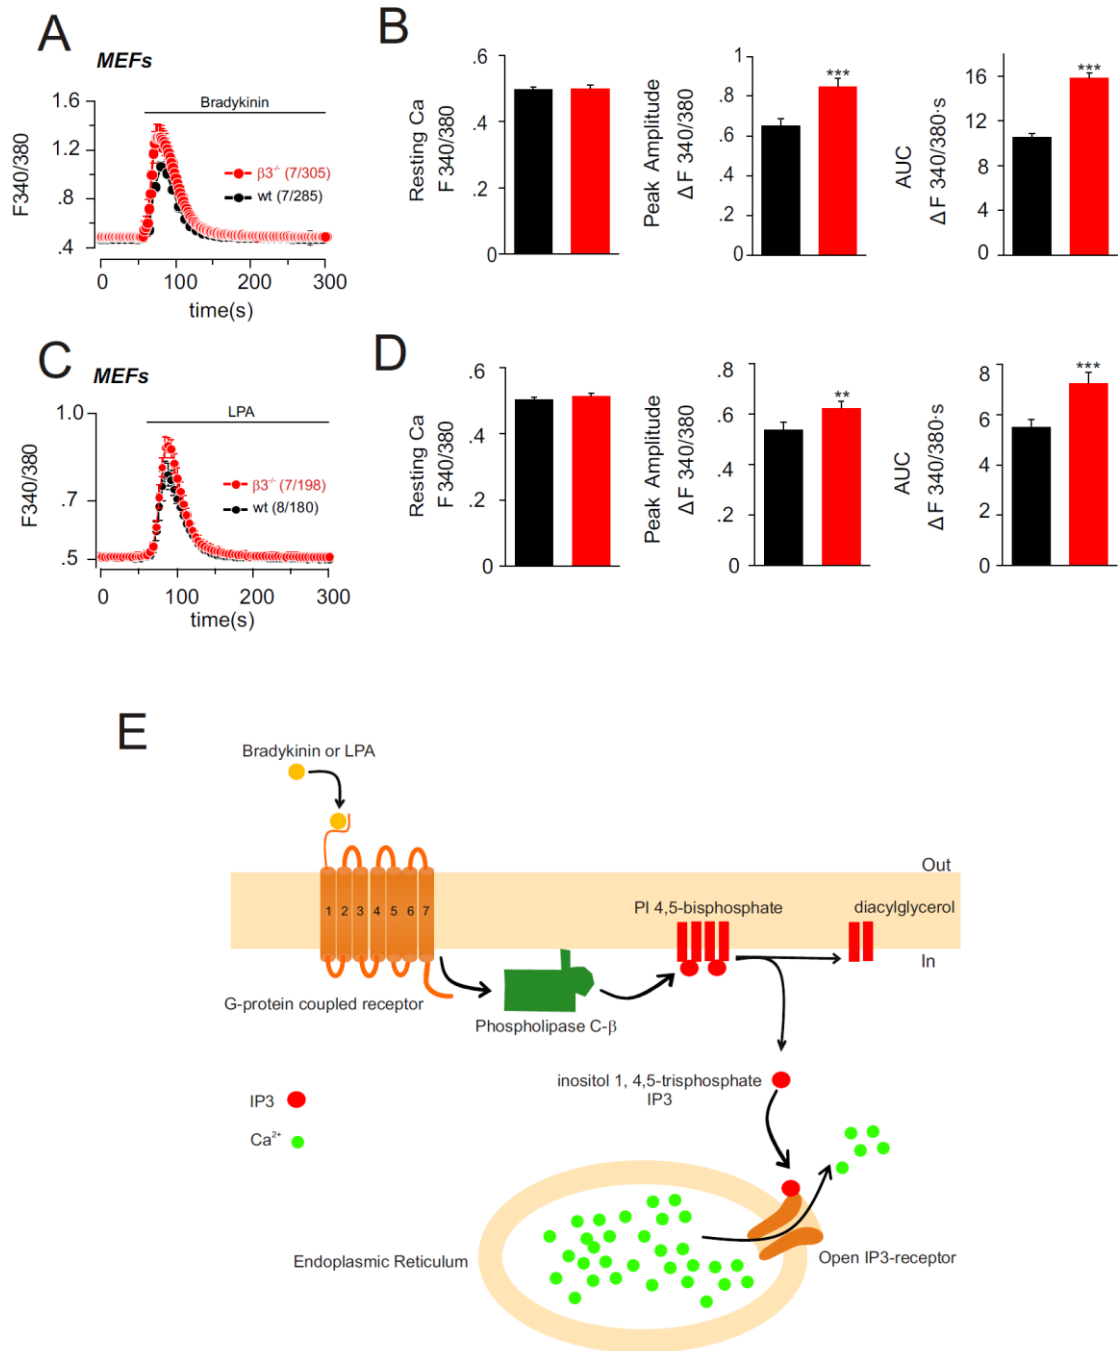 A
MEFs
Bradykinin
F340/380
1.6
1.2
.8
.4
β3⁻/⁻ (7/305)
wt (7/285)
0
100
200
300
time(s)
B
Resting Ca
F 340/380
.6
.4
.2
0
Peak Amplitude
Δ F 340/380
1
.8
.6
.4
.2
0
***
AUC
Δ F 340/380·s
16
12
8
4
0
***
C
MEFs
LPA
F340/380
1.0
.7
.5
β3⁻/⁻ (7/198)
wt (8/180)
0
100
200
300
time(s)
D
Resting Ca
F 340/380
.6
.4
.2
0
Peak Amplitude
Δ F 340/380
.8
.6
.4
.2
0
**
AUC
Δ F 340/380·s
8
6
4
2
0
***
E
Bradykinin or LPA
Out
1 2 3 4 5 6 7
PI 4,5-bisphosphate
diacylglycerol
In
G-protein coupled receptor
Phospholipase C-β
inositol 1, 4,5-trisphosphate
IP3
IP3
Ca²⁺
Endoplasmic Reticulum
Open IP3-receptor